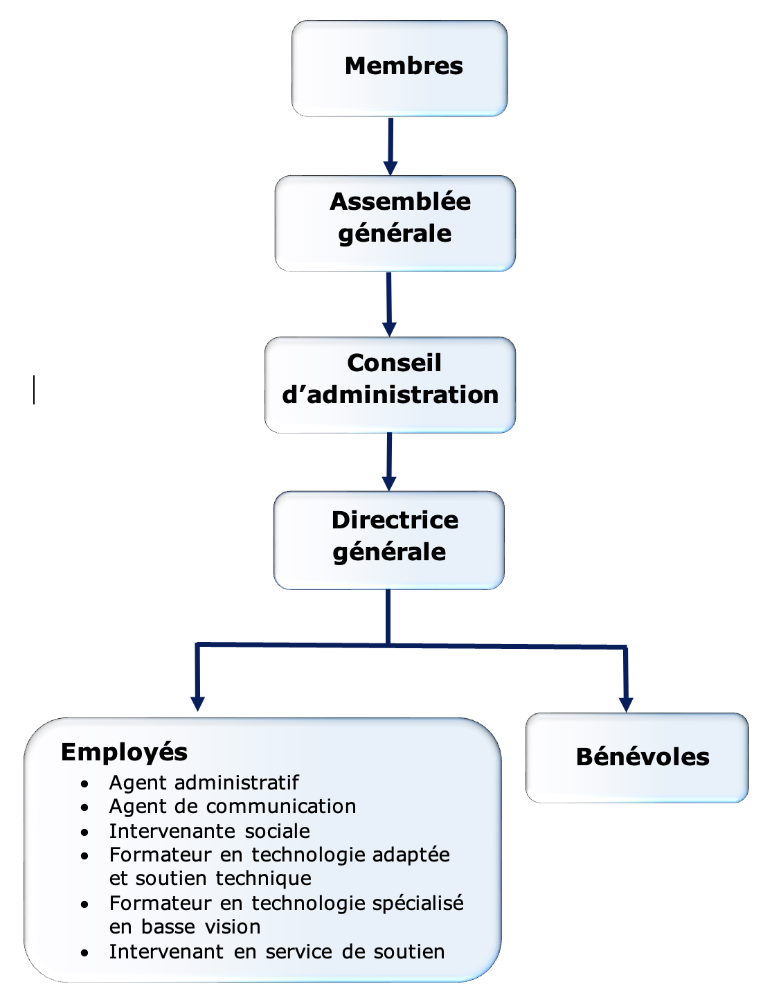 Membres
Assemblée
générale
Conseil
d’administration
Directrice
générale
Employés
• Agent administratif
• Agent de communication
• Intervenante sociale
• Formateur en technologie adaptée
et soutien technique
• Formateur en technologie spécialisé
en basse vision
• Intervenant en service de soutien
Bénévoles